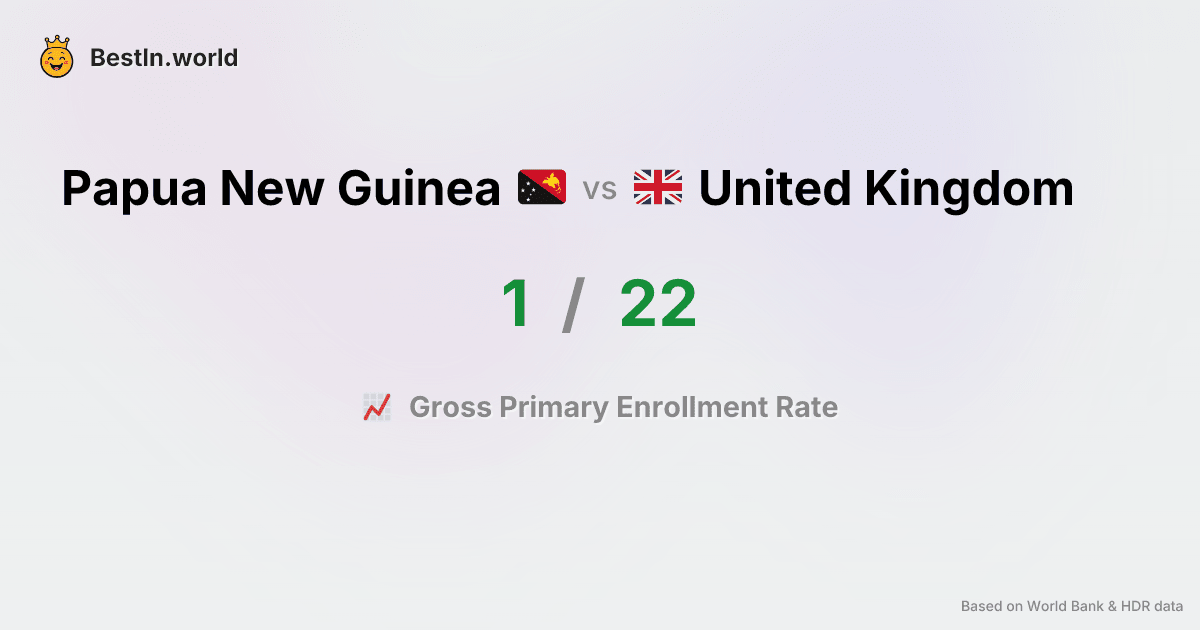 BestIn.world
Papua New Guinea vs United Kingdom
1 / 22
Gross Primary Enrollment Rate
Based on World Bank & HDR data